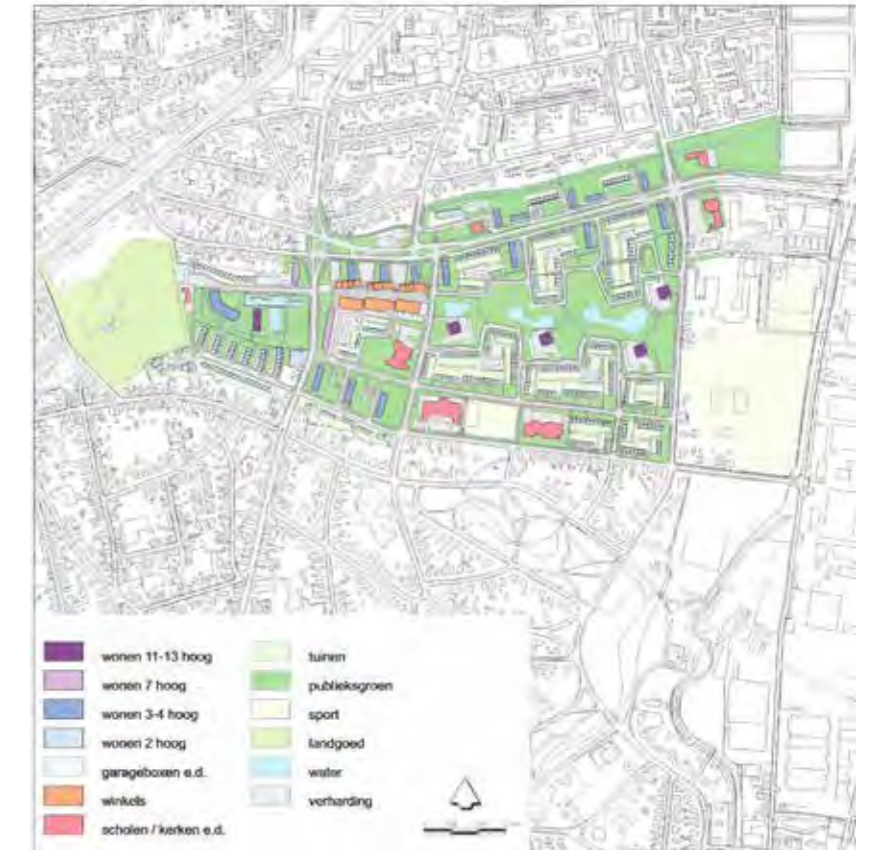 wonen 11-13 hoog
wonen 7 hoog
wonen 3-4 hoog
wonen 2 hoog
garageboxen e.d.
winkels
scholen / kerken e.d.
tuinen
publieksgroen
sport
landgoed
water
verharding